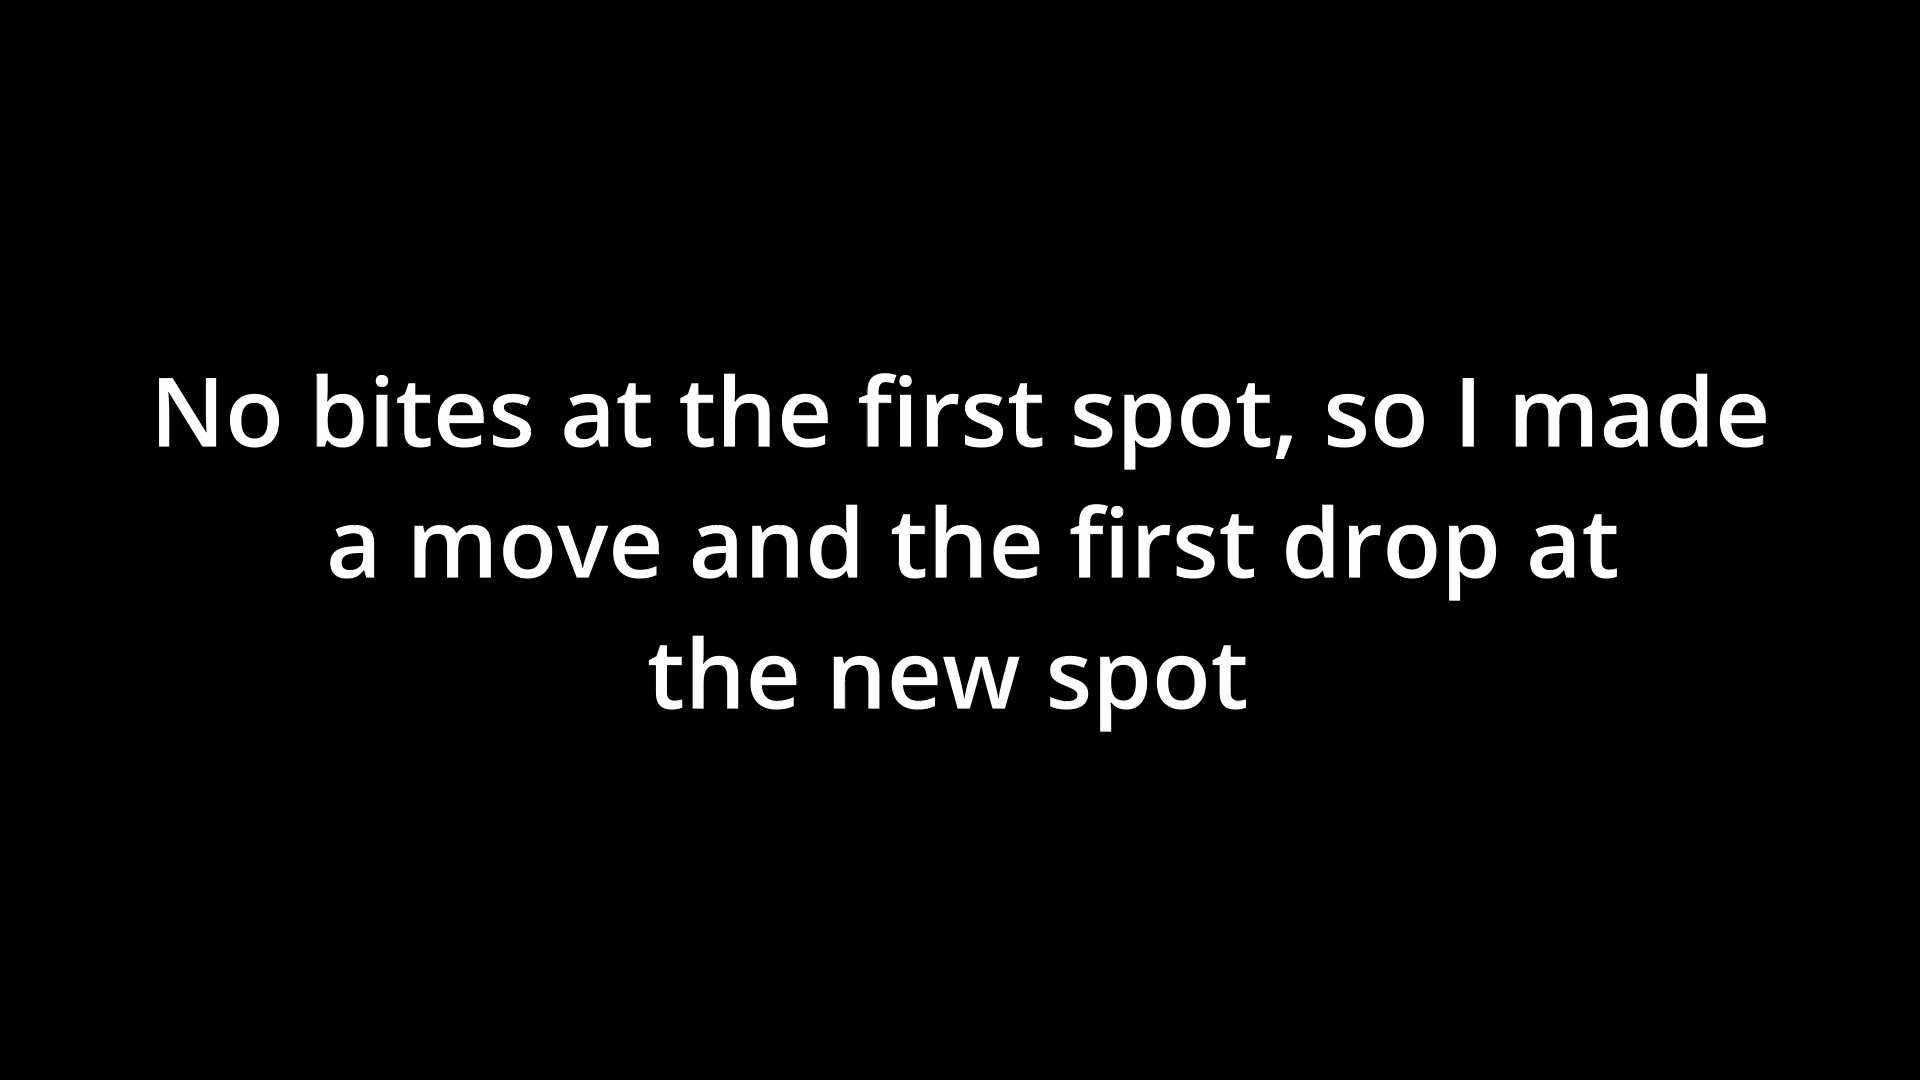 No bites at the first spot, so I made
a move and the first drop at
the new spot